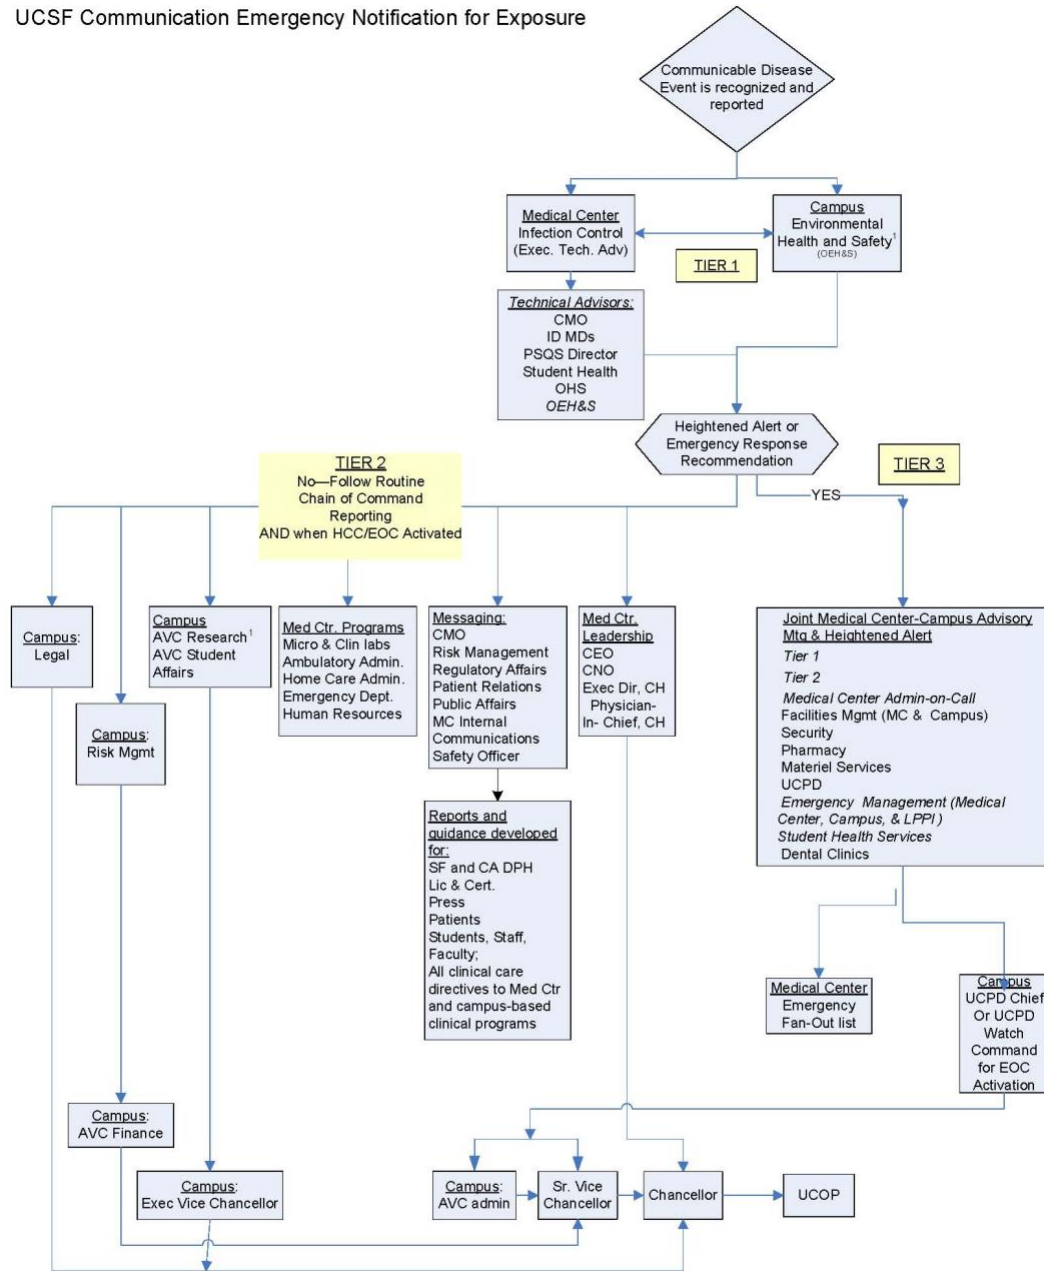 UCSF Communication Emergency Notification for Exposure
Communicable Disease
Event is recognized and
reported
Medical Center
Infection Control
(Exec. Tech. Adv)
Campus
Environmental
Health and Safety1
(OEH&S)
TIER 1
Technical Advisors:
CMO
ID MDs
PSQS Director
Student Health
OHS
OEH&S
Heightened Alert or
Emergency Response
Recommendation
TIER 2
No—Follow Routine
Chain of Command
Reporting
AND when HCC/EOC Activated
TIER 3
YES
Campus:
Legal
Campus:
Risk Mgmt
Campus
AVC Research1
AVC Student
Affairs
Med Ctr. Programs
Micro & Clin labs
Ambulatory Admin.
Home Care Admin.
Emergency Dept.
Human Resources
Messaging:
CMO
Risk Management
Regulatory Affairs
Patient Relations
Public Affairs
MC Internal
Communications
Safety Officer
Med Ctr.
Leadership
CEO
CNO
Exec Dir, CH
Physician-
In- Chief, CH
Joint Medical Center-Campus Advisory
Mtg & Heightened Alert
Tier 1
Tier 2
Medical Center Admin-on-Call
Facilities Mgmt (MC & Campus)
Security
Pharmacy
Materiel Services
UCPD
Emergency Management (Medical
Center, Campus, & LPPI )
Student Health Services
Dental Clinics
Reports and
guidance developed
for:
SF and CA DPH
Lic & Cert.
Press
Patients
Students, Staff,
Faculty;
All clinical care
directives to Med Ctr
and campus-based
clinical programs
Medical Center
Emergency
Fan-Out list
Campus
UCPD Chief
Or UCPD
Watch
Command
for EOC
Activation
Campus:
AVC Finance
Campus:
Exec Vice Chancellor
Campus:
AVC admin
Sr. Vice
Chancellor
Chancellor
UCOP